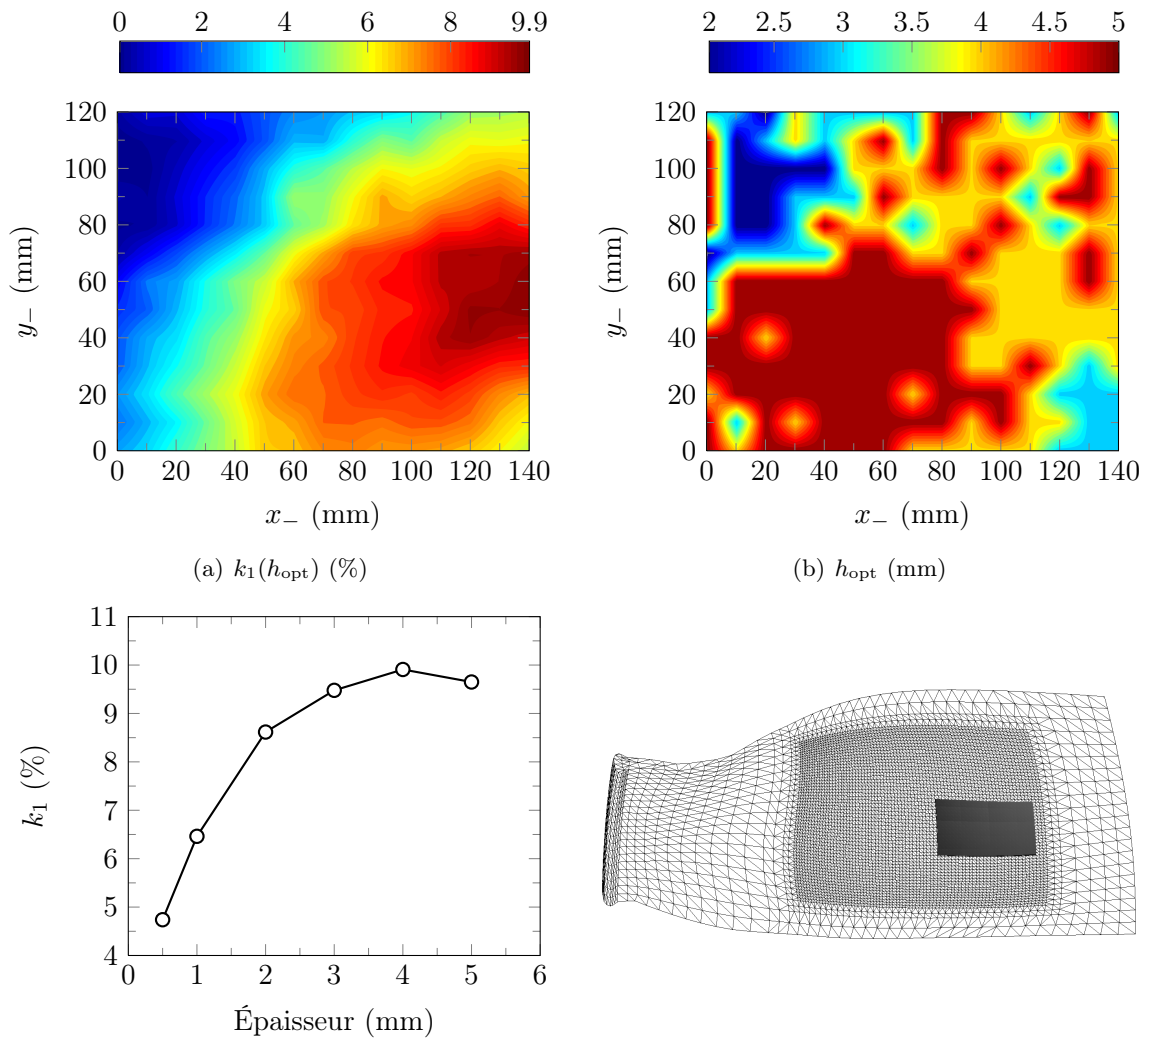 0 2 4 6 8 9.9
2 2.5 3 3.5 4 4.5 5
120
100
80
60
40
20
0
y− (mm)
0 20 40 60 80 100 120 140
x− (mm)
120
100
80
60
40
20
0
y− (mm)
0 20 40 60 80 100 120 140
x− (mm)
(a) k1(hopt) (%)
(b) hopt (mm)
11
10
9
8
7
6
5
4
k1 (%)
0 1 2 3 4 5 6
Épaisseur (mm)